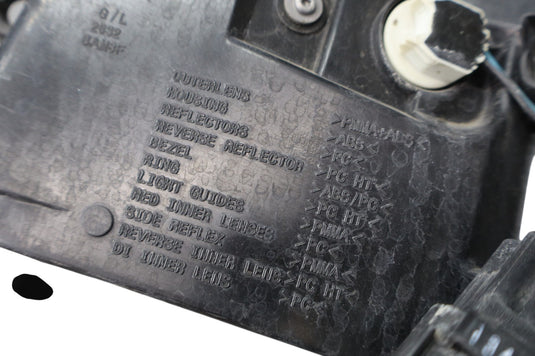 G/L
OUTERLENS >PMMA+ABS<
HOUSING >ABS<
REFLECTORS >PC<
REVERSE REFLECTOR >PC HT<
BEZEL >ABS/PC<
RING >PC HT<
LIGHT GUIDES >PMMA<
RED INNER LENSES >PC<
SIDE REFLEX >PMMA<
REVERSE INNER LENS >PC HT<
DI INNER LENS >PC<